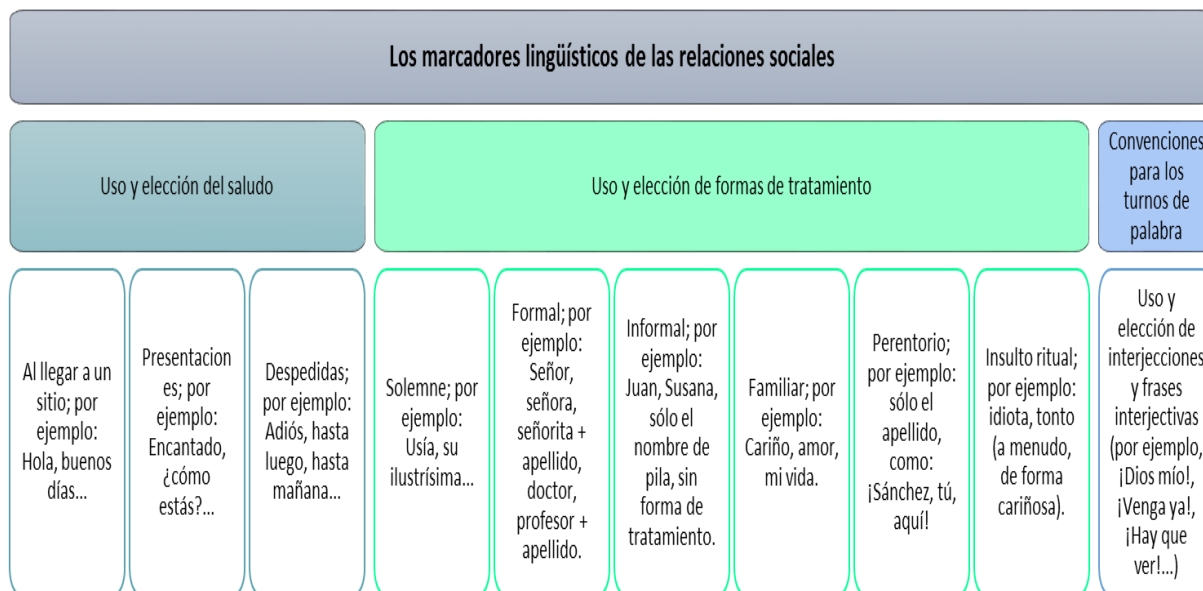 Los marcadores lingüísticos de las relaciones sociales
Uso y elección del saludo
Uso y elección de formas de tratamiento
Convenciones
para los
turnos de
palabra
Al llegar a un
sitio; por
ejemplo:
Hola, buenos
días...
Presentacion
es; por
ejemplo:
Encantado,
¿cómo
estás?...
Despedidas;
por ejemplo:
Adiós, hasta
luego, hasta
mañana...
Solemne; por
ejemplo:
Usía, su
ilustrísima...
Formal; por
ejemplo:
Señor,
señora,
señorita +
apellido,
doctor,
profesor +
apellido.
Informal; por
ejemplo:
Juan, Susana,
sólo el
nombre de
pila, sin
forma de
tratamiento.
Familiar; por
ejemplo:
Cariño, amor,
mi vida.
Perentorio;
por ejemplo:
sólo el
apellido,
como:
¡Sánchez, tú,
aquí!
Insulto ritual;
por ejemplo:
idiota, tonto
(a menudo,
de forma
cariñosa).
Uso y
elección de
interjecciones
y frases
interjectivas
(por ejemplo,
¡Dios mío!,
¡Venga ya!,
¡Hay que
ver!...)